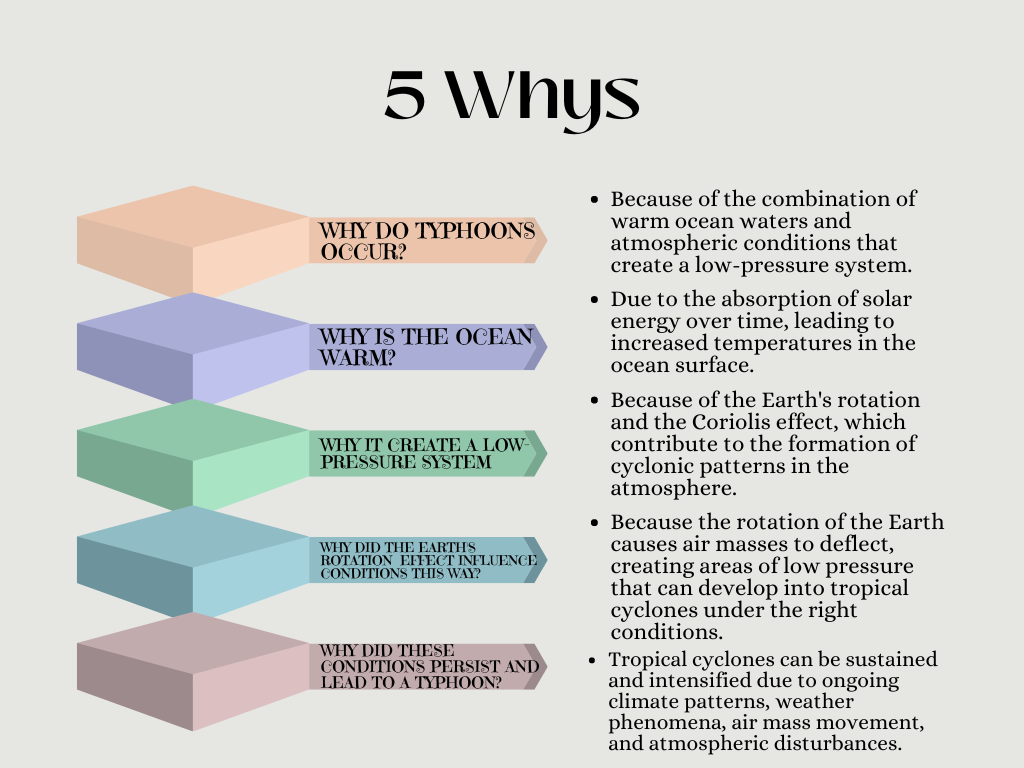 5 Whys
WHY DO TYPHOONS
OCCUR?
Because of the combination of
warm ocean waters and
atmospheric conditions that
create a low-pressure system.
WHY IS THE OCEAN
WARM?
Due to the absorption of solar
energy over time, leading to
increased temperatures in the
ocean surface.
WHY IT CREATE A LOW-
PRESSURE SYSTEM
Because of the Earth's rotation
and the Coriolis effect, which
contribute to the formation of
cyclonic patterns in the
atmosphere.
WHY DID THE EARTH'S
ROTATION EFFECT INFLUENCE
CONDITIONS THIS WAY?
Because the rotation of the Earth
causes air masses to deflect,
creating areas of low pressure
that can develop into tropical
cyclones under the right
conditions.
WHY DID THESE
CONDITIONS PERSIST AND
LEAD TO A TYPHOON?
Tropical cyclones can be sustained
and intensified due to ongoing
climate patterns, weather
phenomena, air mass movement,
and atmospheric disturbances.